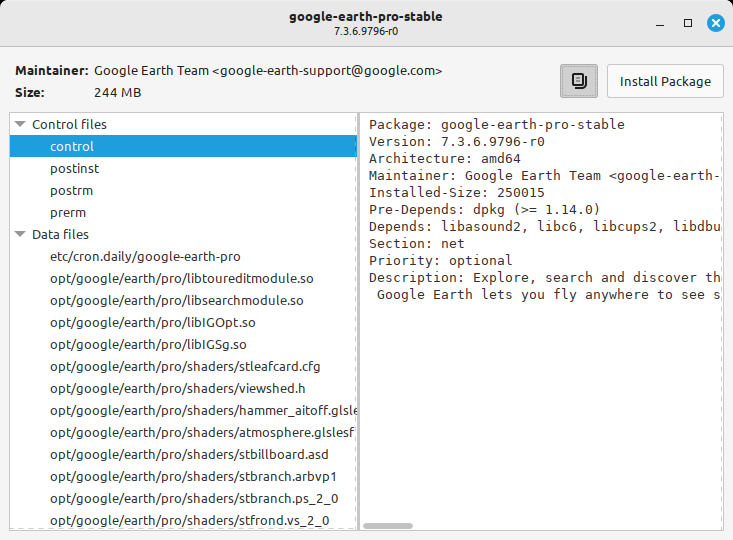 google-earth-pro-stable
7.3.6.9796-r0
Maintainer: Google Earth Team <google-earth-support@google.com>
Size: 244 MB
Install Package
Control files
control
postinst
postrm
prerm
Data files
etc/cron.daily/google-earth-pro
opt/google/earth/pro/libtoureditmodule.so
opt/google/earth/pro/libsearchmodule.so
opt/google/earth/pro/libIGOpt.so
opt/google/earth/pro/libIGSg.so
opt/google/earth/pro/shaders/stleafcard.cfg
opt/google/earth/pro/shaders/viewshed.h
opt/google/earth/pro/shaders/hammer_aitoff.glsle
opt/google/earth/pro/shaders/atmosphere.glslesf
opt/google/earth/pro/shaders/stbillboard.asd
opt/google/earth/pro/shaders/stbranch.arbvp1
opt/google/earth/pro/shaders/stbranch.ps_2_0
opt/google/earth/pro/shaders/stfrond.vs_2_0
Package: google-earth-pro-stable
Version: 7.3.6.9796-r0
Architecture: amd64
Maintainer: Google Earth Team <google-earth-
Installed-Size: 250015
Pre-Depends: dpkg (>= 1.14.0)
Depends: libasound2, libc6, libcups2, libdbu
Section: net
Priority: optional
Description: Explore, search and discover th
Google Earth lets you fly anywhere to see s